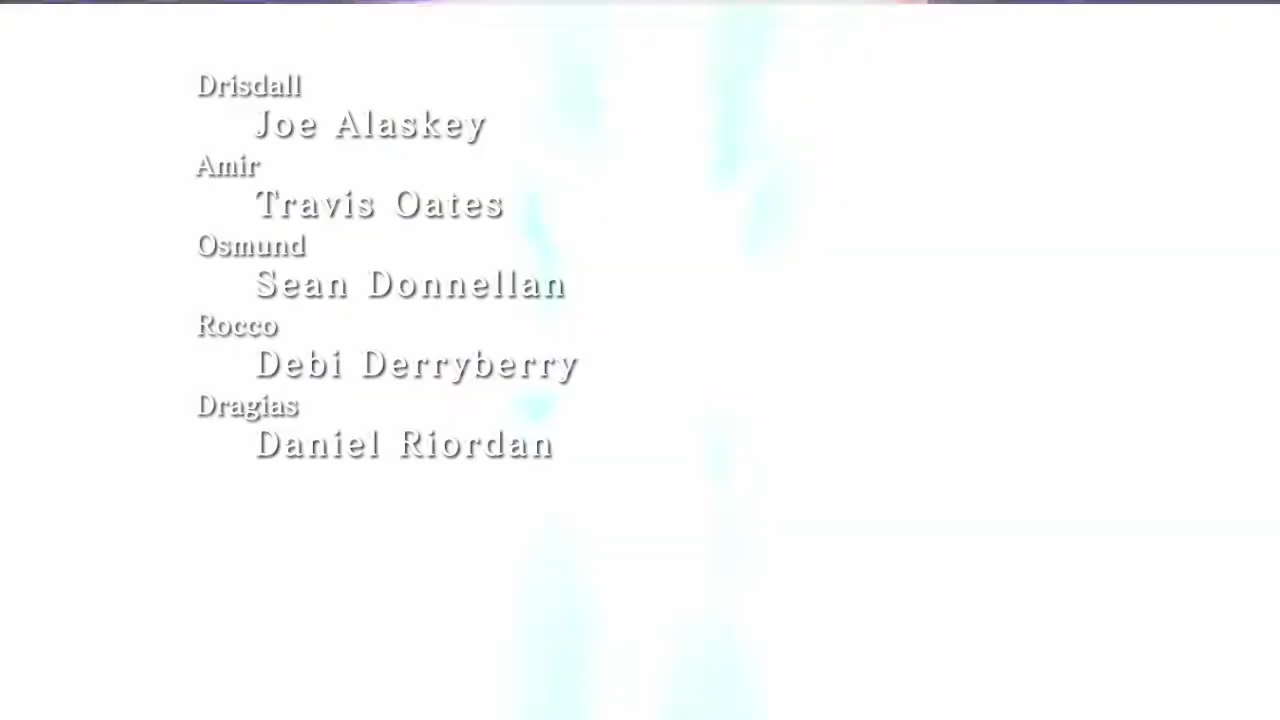 Drisdall
Joe Alaskey
Amir
Travis Oates
Osmund
Sean Donnellan
Rocco
Debi Derryberry
Dragias
Daniel Riordan